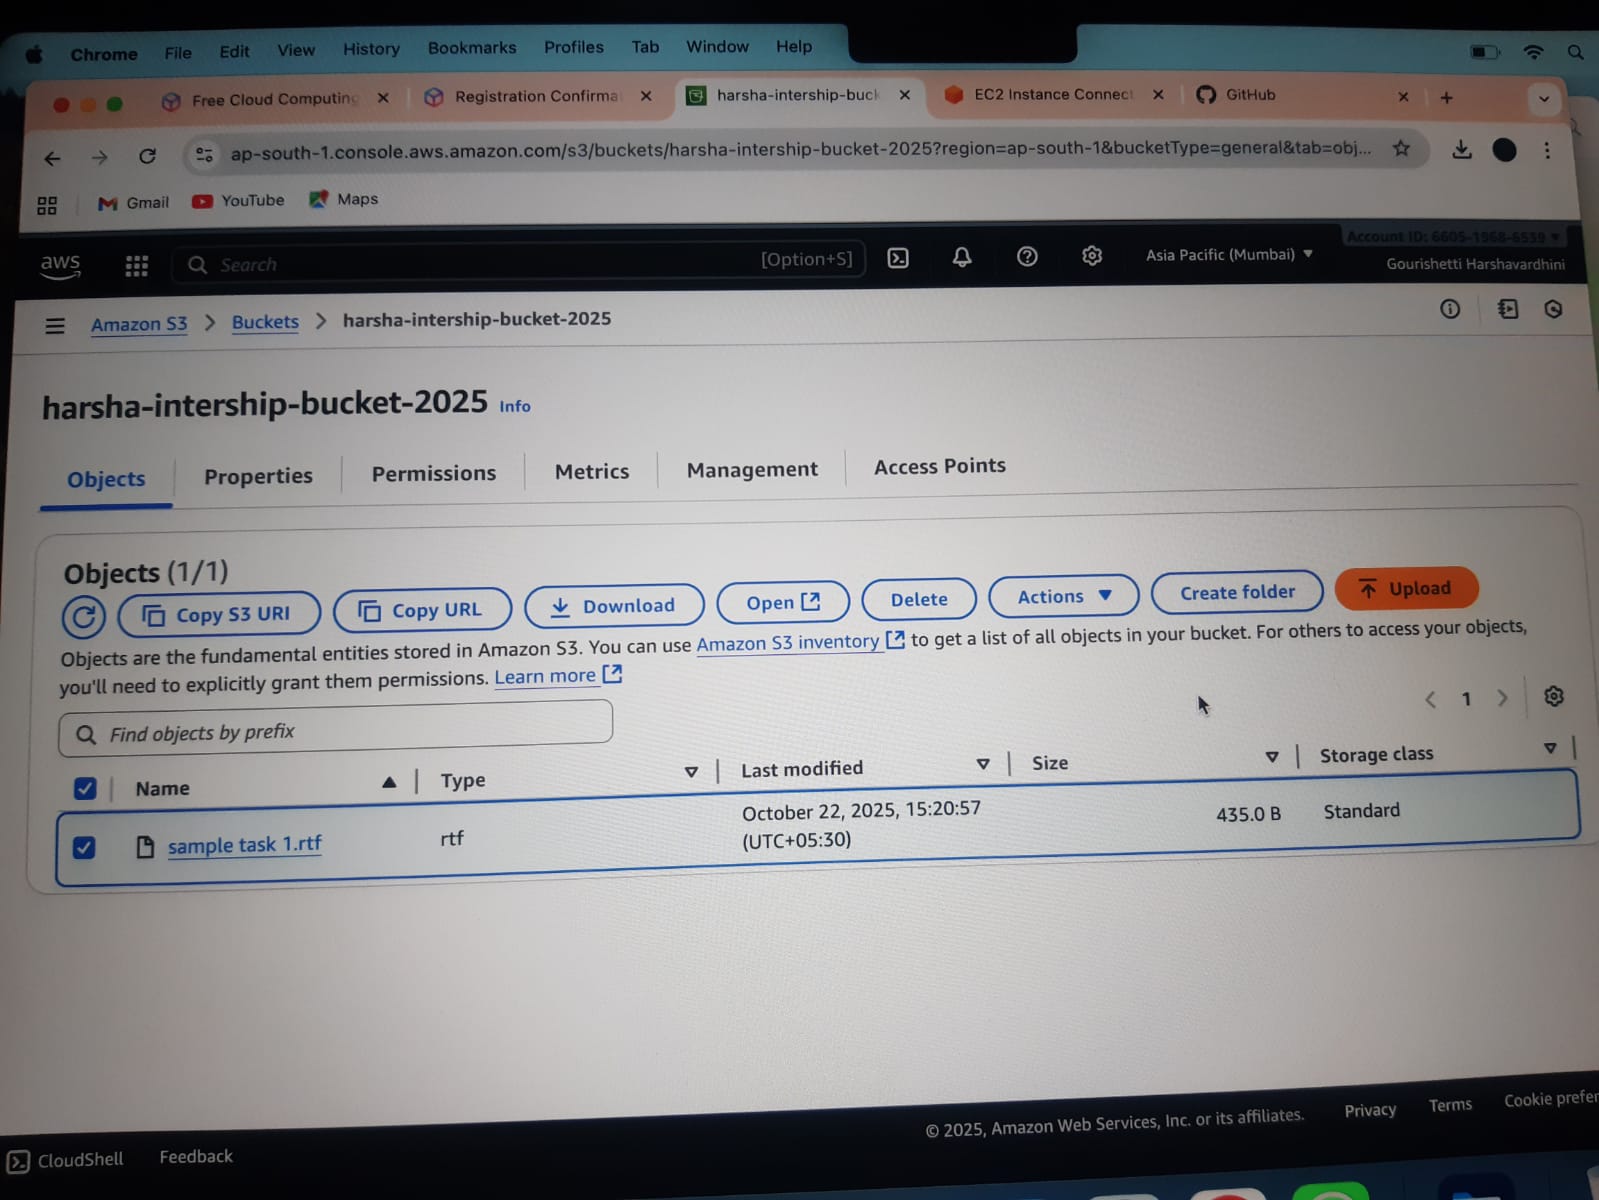 Chrome File Edit View History Bookmarks Profiles Tab Window Help
Free Cloud Computing Registration Confirma harsha-intership-buck EC2 Instance Connect GitHub
ap-south-1.console.aws.amazon.com/s3/buckets/harsha-intership-bucket-2025?region=ap-south-1&bucketType=general&tab=obj...
Gmail YouTube Maps
aws Search [Option+S] Asia Pacific (Mumbai) Account ID: 6605-1968-6539
Gourishetti Harshavardhini
Amazon S3 > Buckets > harsha-intership-bucket-2025
harsha-intership-bucket-2025 Info
Objects Properties Permissions Metrics Management Access Points
Objects (1/1)
Copy S3 URI Copy URL Download Open Delete Actions Create folder Upload
Objects are the fundamental entities stored in Amazon S3. You can use Amazon S3 inventory to get a list of all objects in your bucket. For others to access your objects,
you'll need to explicitly grant them permissions. Learn more
Find objects by prefix
1
Name Type Last modified Size Storage class
sample task 1.rtf rtf October 22, 2025, 15:20:57 435.0 B Standard
(UTC+05:30)
© 2025, Amazon Web Services, Inc. or its affiliates. Privacy Terms Cookie prefer
CloudShell Feedback